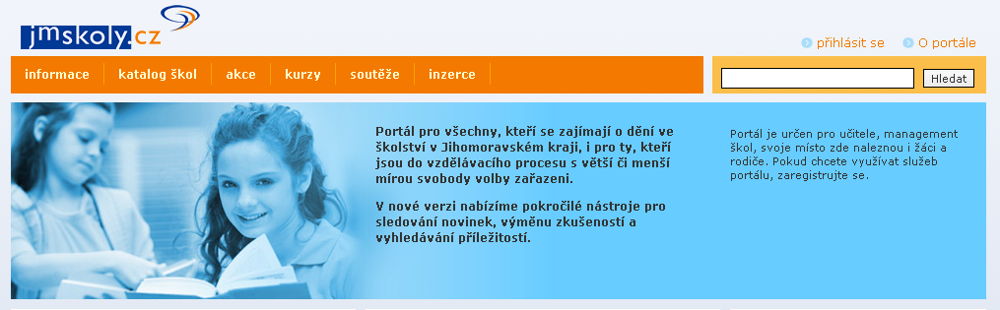 jmskoly.cz
přihlásit se
O portále
informace
katalog škol
akce
kurzy
soutěže
inzerce
Hledat
Portál pro všechny, kteří se zajímají o dění ve
školství v Jihomoravském kraji, i pro ty, kteří
jsou do vzdělávacího procesu s větší či menší
mírou svobody volby zařazeni.
V nové verzi nabízíme pokročilé nástroje pro
sledování novinek, výměnu zkušeností a
vyhledávání příležitostí.
Portál je určen pro učitele, management
škol, svoje místo zde naleznou i žáci a
rodiče. Pokud chcete využívat služeb
portálu, zaregistrujte se.